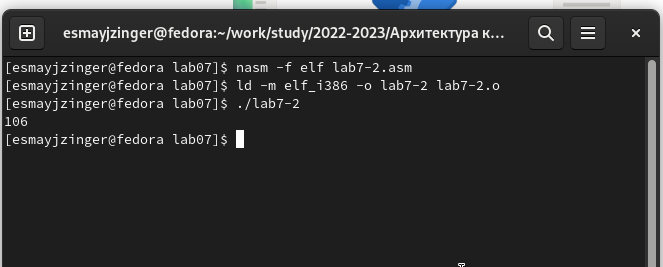 esmayjzinger@fedora:~/work/study/2022-2023/Архитектура к...
[esmayjzinger@fedora lab07]$ nasm -f elf lab7-2.asm
[esmayjzinger@fedora lab07]$ ld -m elf_i386 -o lab7-2 lab7-2.o
[esmayjzinger@fedora lab07]$ ./lab7-2
106
[esmayjzinger@fedora lab07]$